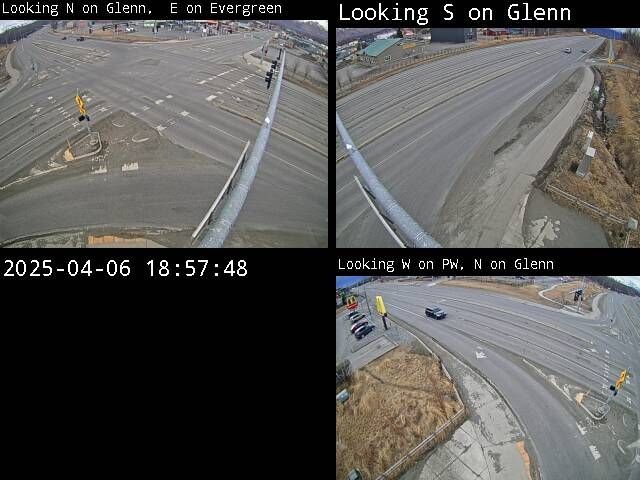 Looking N on Glenn,  E on Evergreen
Looking S on Glenn
2025-04-06 18:57:48
Looking W on PW, N on Glenn